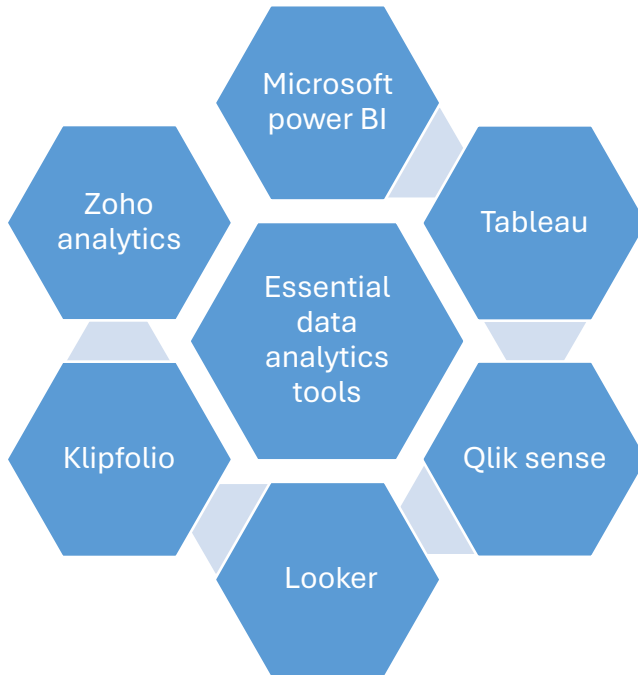 Microsoft
power BI
Zoho
analytics
Tableau
Essential
data
analytics
tools
Klipfolio
Qlik sense
Looker